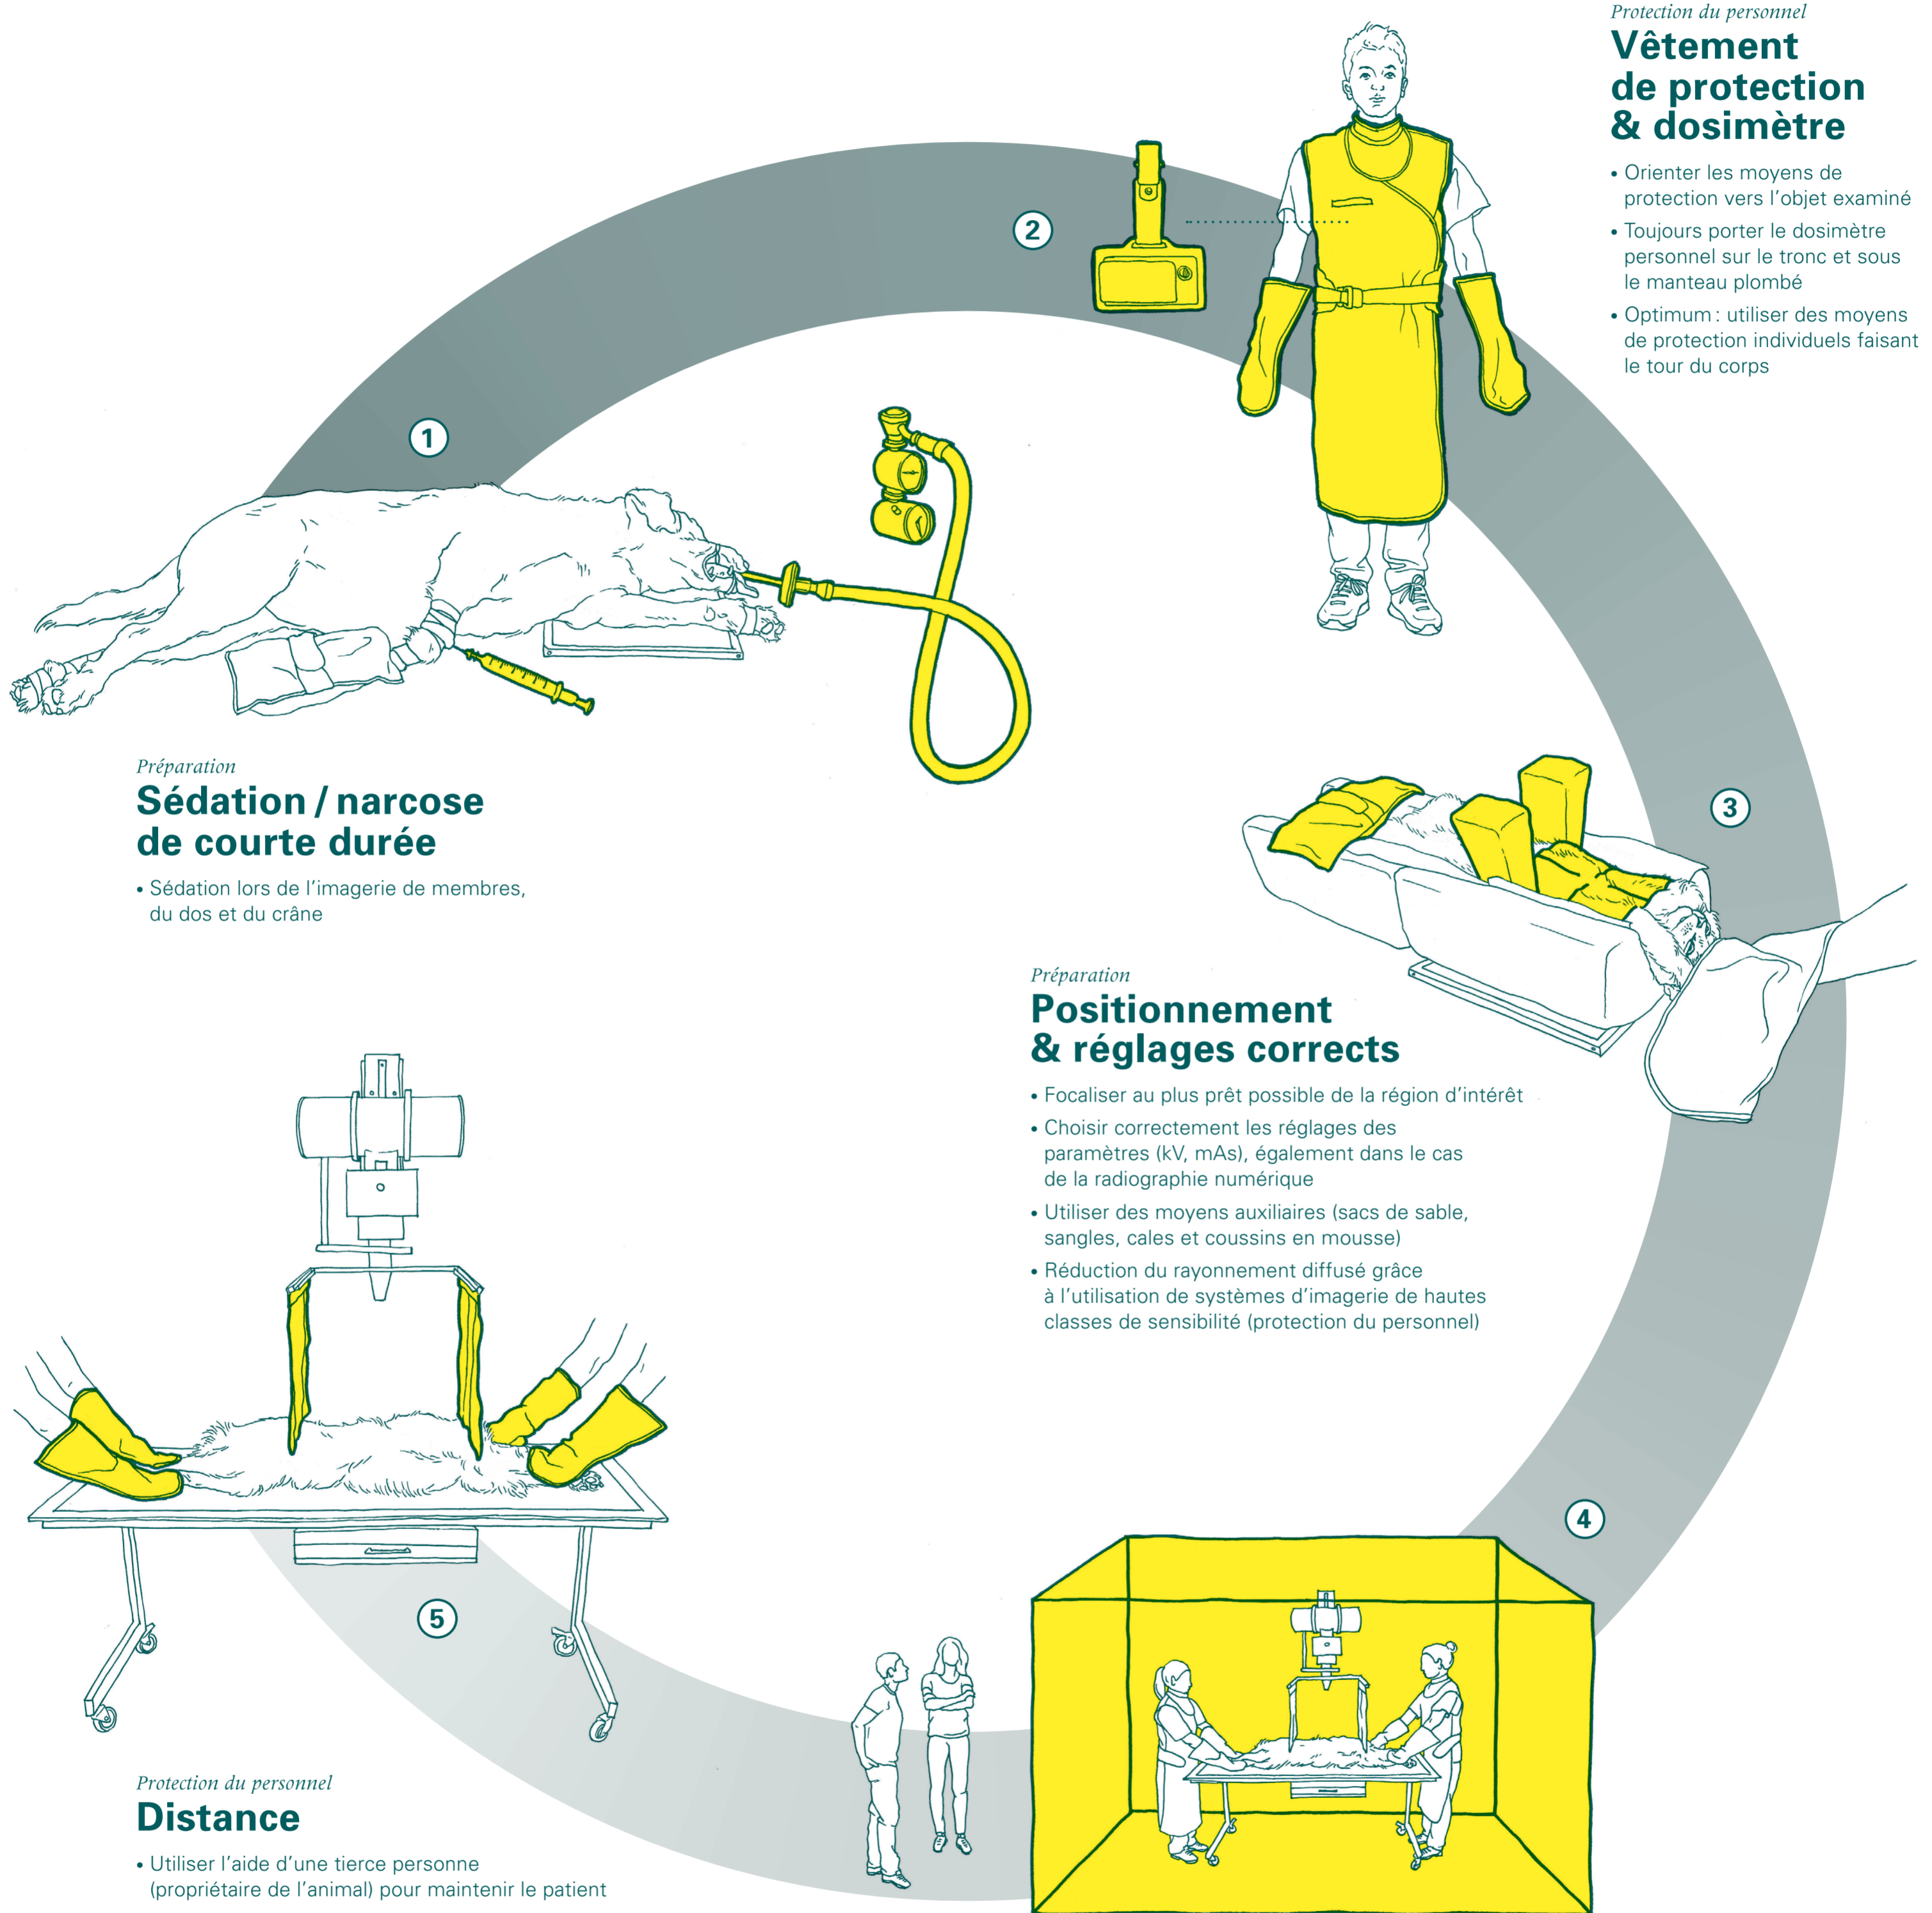 Protection du personnel
Vêtement
de protection
& dosimètre
• Orienter les moyens de
protection vers l'objet examiné
• Toujours porter le dosimètre
personnel sur le tronc et sous
le manteau plombé
• Optimum : utiliser des moyens
de protection individuels faisant
le tour du corps
2
1
Préparation
Sédation / narcose
de courte durée
• Sédation lors de l'imagerie de membres,
du dos et du crâne
3
Préparation
Positionnement
& réglages corrects
• Focaliser au plus prêt possible de la région d'intérêt
• Choisir correctement les réglages des
paramètres (kV, mAs), également dans le cas
de la radiographie numérique
• Utiliser des moyens auxiliaires (sacs de sable,
sangles, cales et coussins en mousse)
• Réduction du rayonnement diffusé grâce
à l'utilisation de systèmes d'imagerie de hautes
classes de sensibilité (protection du personnel)
4
5
Protection du personnel
Distance
• Utiliser l'aide d'une tierce personne
(propriétaire de l'animal) pour maintenir le patient